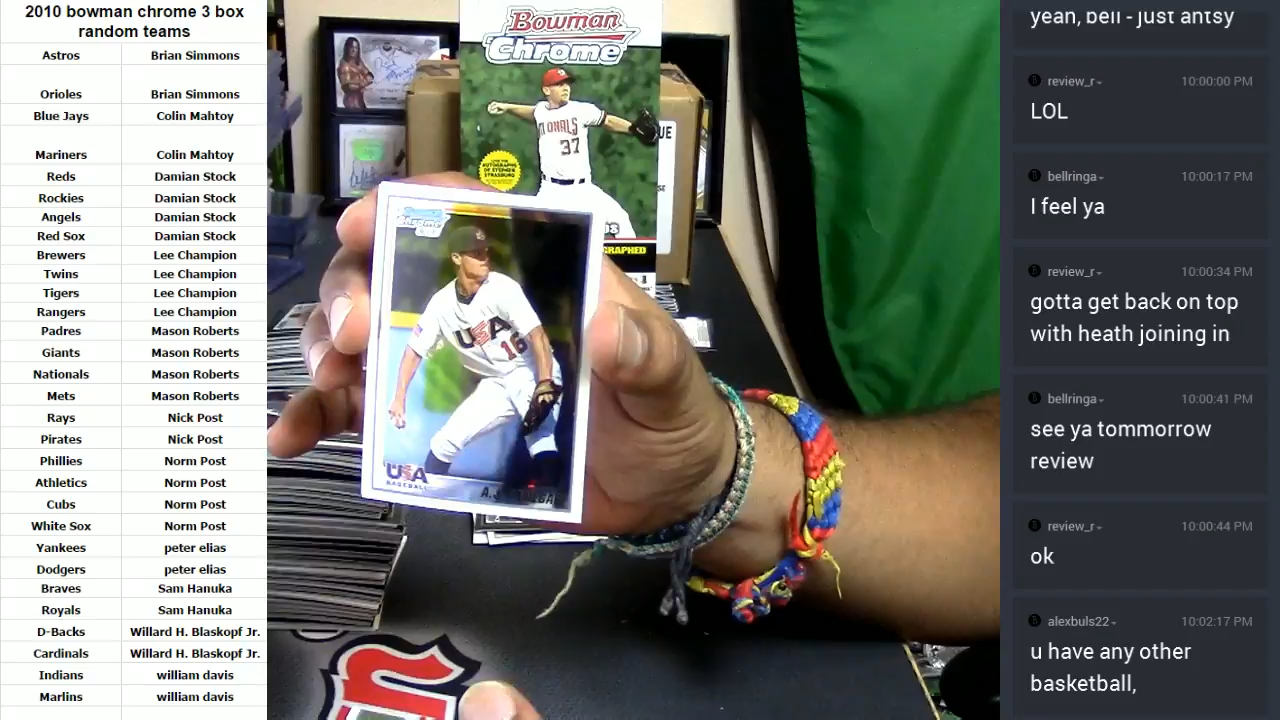 2010 bowman chrome 3 box
random teams
Astros Brian Simmons
Orioles Brian Simmons
Blue Jays Colin Mahtoy
Mariners Colin Mahtoy
Reds Damian Stock
Rockies Damian Stock
Angels Damian Stock
Red Sox Damian Stock
Brewers Lee Champion
Twins Lee Champion
Tigers Lee Champion
Rangers Lee Champion
Padres Mason Roberts
Giants Mason Roberts
Nationals Mason Roberts
Mets Mason Roberts
Rays Nick Post
Pirates Nick Post
Phillies Norm Post
Athletics Norm Post
Cubs Norm Post
White Sox Norm Post
Yankees peter elias
Dodgers peter elias
Braves Sam Hanuka
Royals Sam Hanuka
D-Backs Willard H. Blaskopf Jr.
Cardinals Willard H. Blaskopf Jr.
Indians william davis
Marlins william davis
Bowman
Chrome
37
USA
16
USA
BASEBALL
yeah, bell - just antsy
review_r 10:00:00 PM
LOL
bellringa 10:00:17 PM
I feel ya
review_r 10:00:34 PM
gotta get back on top
with heath joining in
bellringa 10:00:41 PM
see ya tommorrow
review
review_r 10:00:44 PM
ok
alexbuls22 10:02:17 PM
u have any other
basketball,